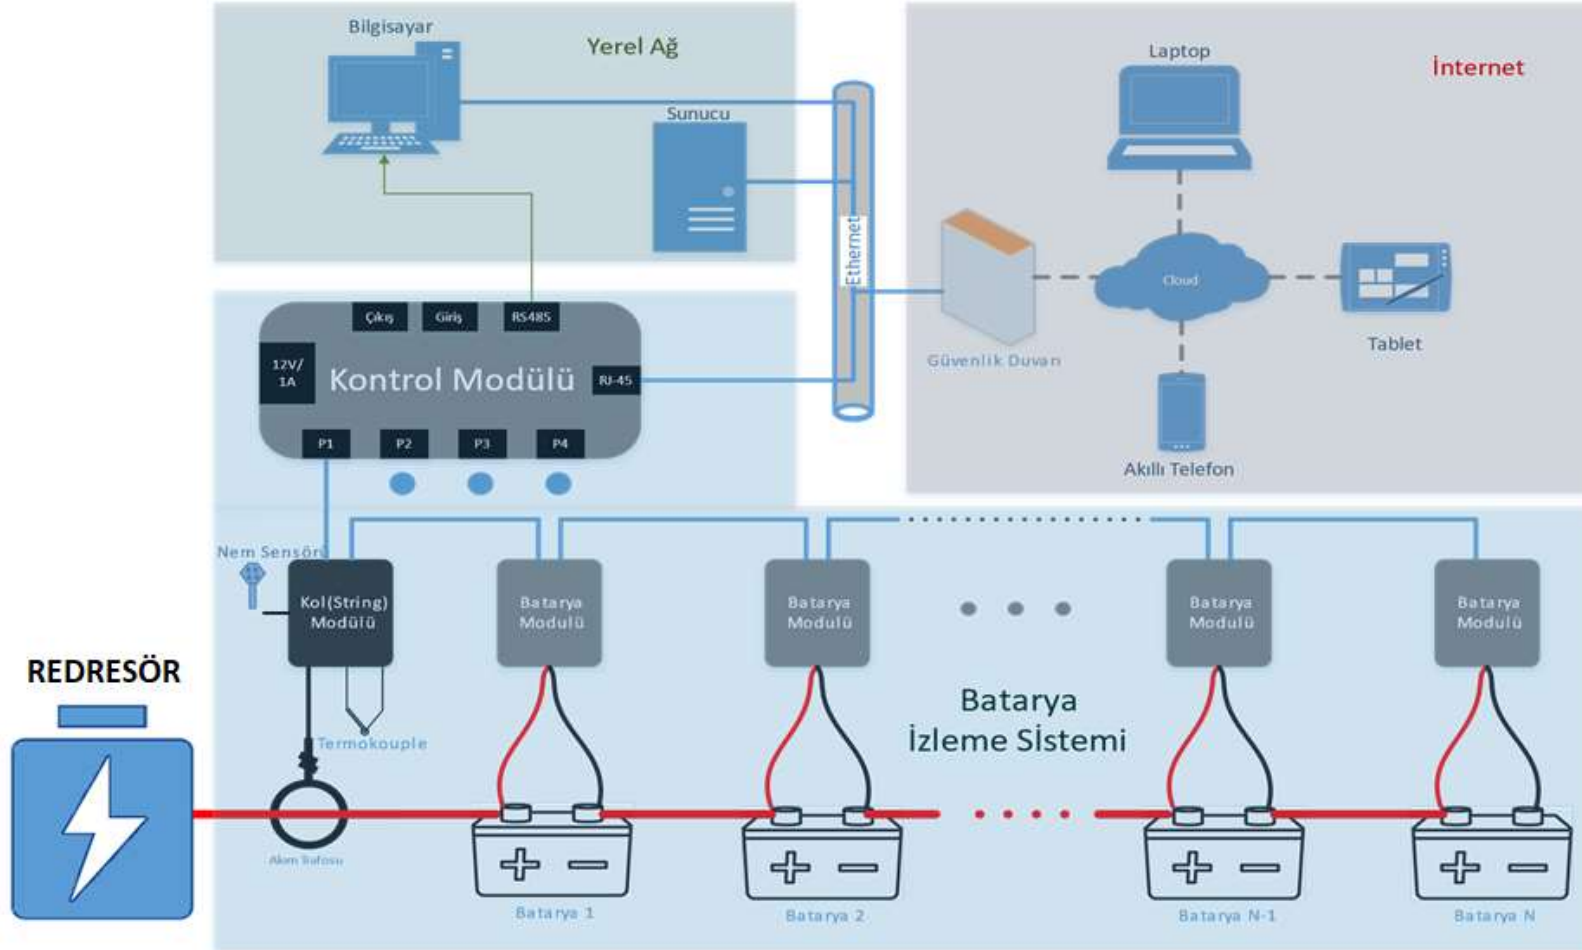 Bilgisayar
Yerel Ağ
Sunucu
Laptop
İnternet
Ethernet
Cloud
Tablet
Güvenlik Duvarı
Akıllı Telefon
Çıkış
Giriş
RS485
12V/
1A
Kontrol Modülü
RJ-45
P1
P2
P3
P4
Nem Sensörü
Kol(String)
Modülü
Batarya
Modulü
Batarya
Modulü
Batarya
Modulü
Batarya
Modulü
REDRESÖR
Termokouple
Batarya
İzleme Sİstemi
Akım Trafosu
Batarya 1
Batarya 2
Batarya N-1
Batarya N